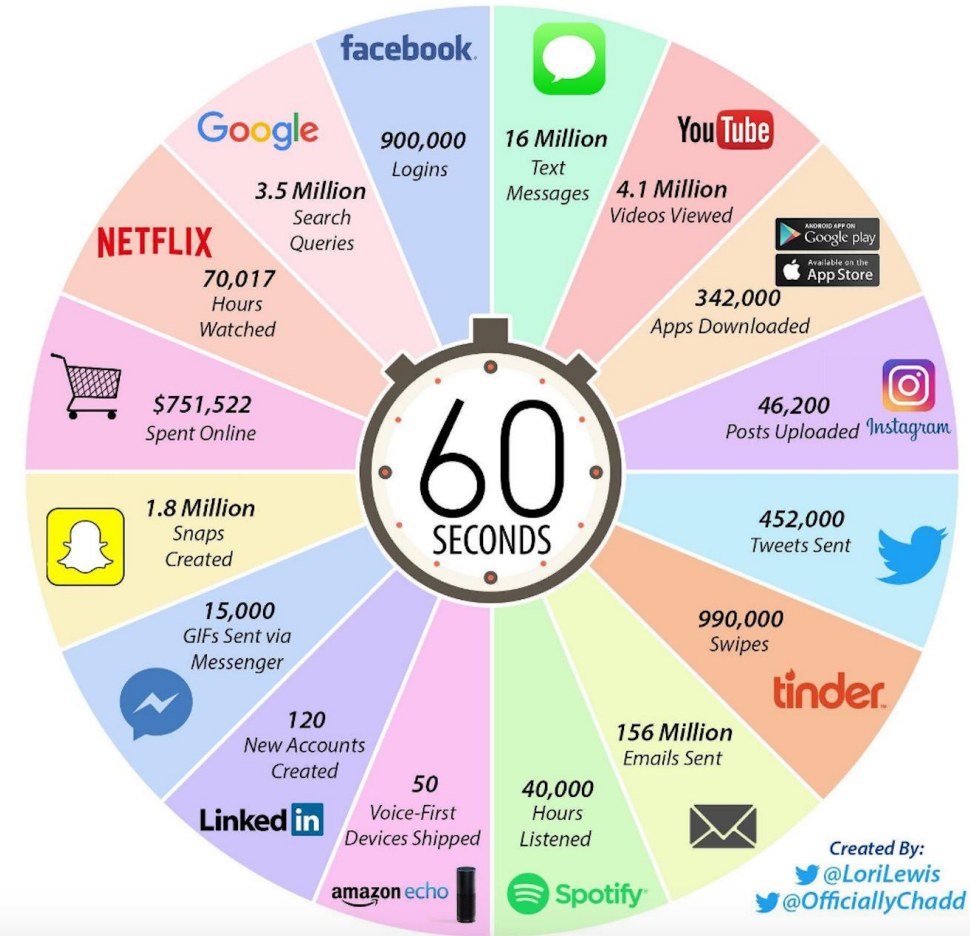 facebook
900,000
Logins
16 Million
Text
Messages
YouTube
4.1 Million
Videos Viewed
ANDROID APP ON
Google play
Available on the
App Store
342,000
Apps Downloaded
46,200
Posts Uploaded
Instagram
452,000
Tweets Sent
990,000
Swipes
tinder
156 Million
Emails Sent
40,000
Hours
Listened
Spotify
50
Voice-First
Devices Shipped
amazon echo
120
New Accounts
Created
Linked in
15,000
GIFs Sent via
Messenger
1.8 Million
Snaps
Created
$751,522
Spent Online
NETFLIX
70,017
Hours
Watched
Google
3.5 Million
Search
Queries
60
SECONDS
Created By:
@LoriLewis
@OfficiallyChadd